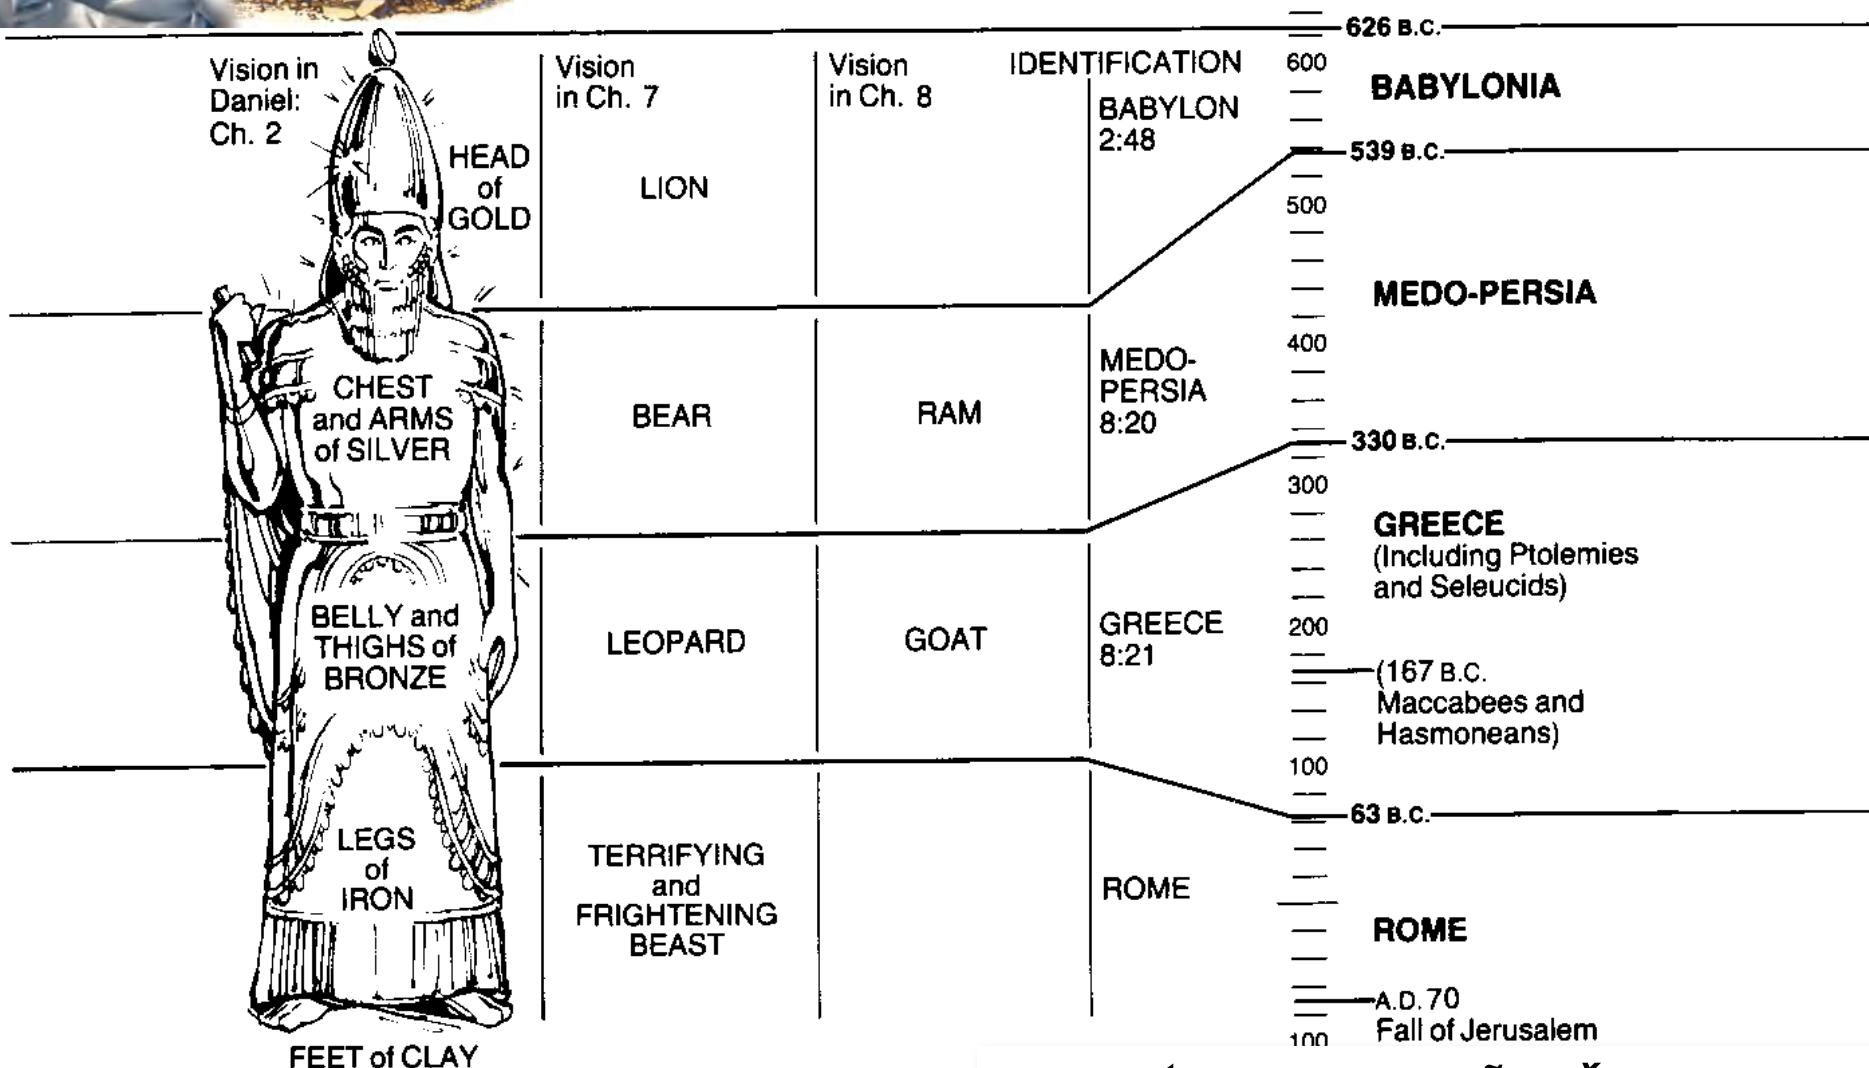 Vision in
Daniel:
Ch. 2
HEAD
of
GOLD
CHEST
and ARMS
of SILVER
BELLY and
THIGHS of
BRONZE
LEGS
of
IRON
FEET of CLAY
Vision
in Ch. 7
LION
BEAR
LEOPARD
TERRIFYING
and
FRIGHTENING
BEAST
Vision
in Ch. 8
RAM
GOAT
IDENTIFICATION
BABYLON
2:48
MEDO-
PERSIA
8:20
GREECE
8:21
ROME
626 B.C.
600
BABYLONIA
539 B.C.
500
MEDO-PERSIA
400
330 B.C.
300
GREECE
(Including Ptolemies
and Seleucids)
200
(167 B.C.
Maccabees and
Hasmoneans)
100
63 B.C.
ROME
A.D. 70
Fall of Jerusalem
100